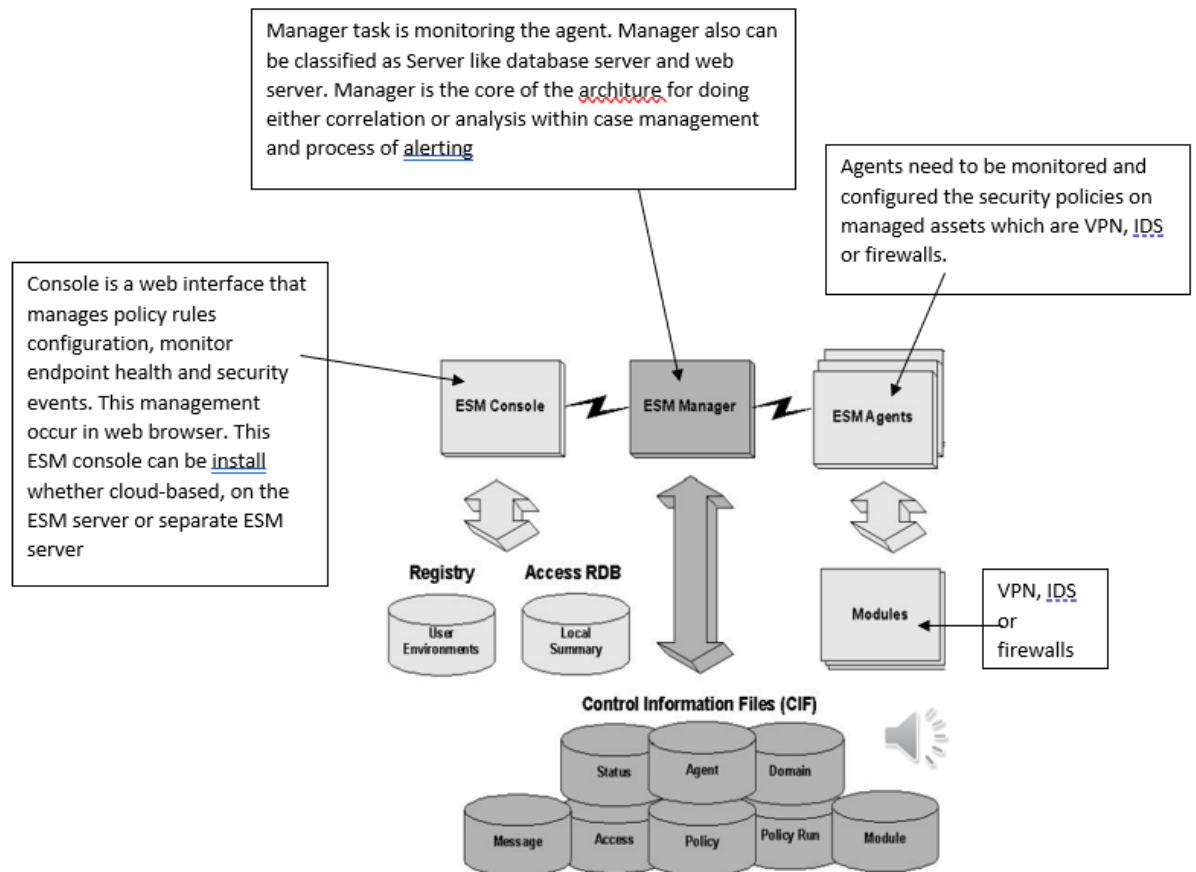 Manager task is monitoring the agent. Manager also can
be classified as Server like database server and web
server. Manager is the core of the architure for doing
either correlation or analysis within case management
and process of alerting
Agents need to be monitored and
configured the security policies on
managed assets which are VPN, IDS
or firewalls.
Console is a web interface that
manages policy rules
configuration, monitor
endpoint health and security
events. This management
occur in web browser. This
ESM console can be install
whether cloud-based, on the
ESM server or separate ESM
server
ESM Console
ESM Manager
ESM Agents
Registry
Access RDB
User
Environments
Local
Summary
Modules
VPN, IDS
or
firewalls
Control Information Files (CIF)
Status
Agent
Domain
Message
Access
Policy
Policy Run
Module